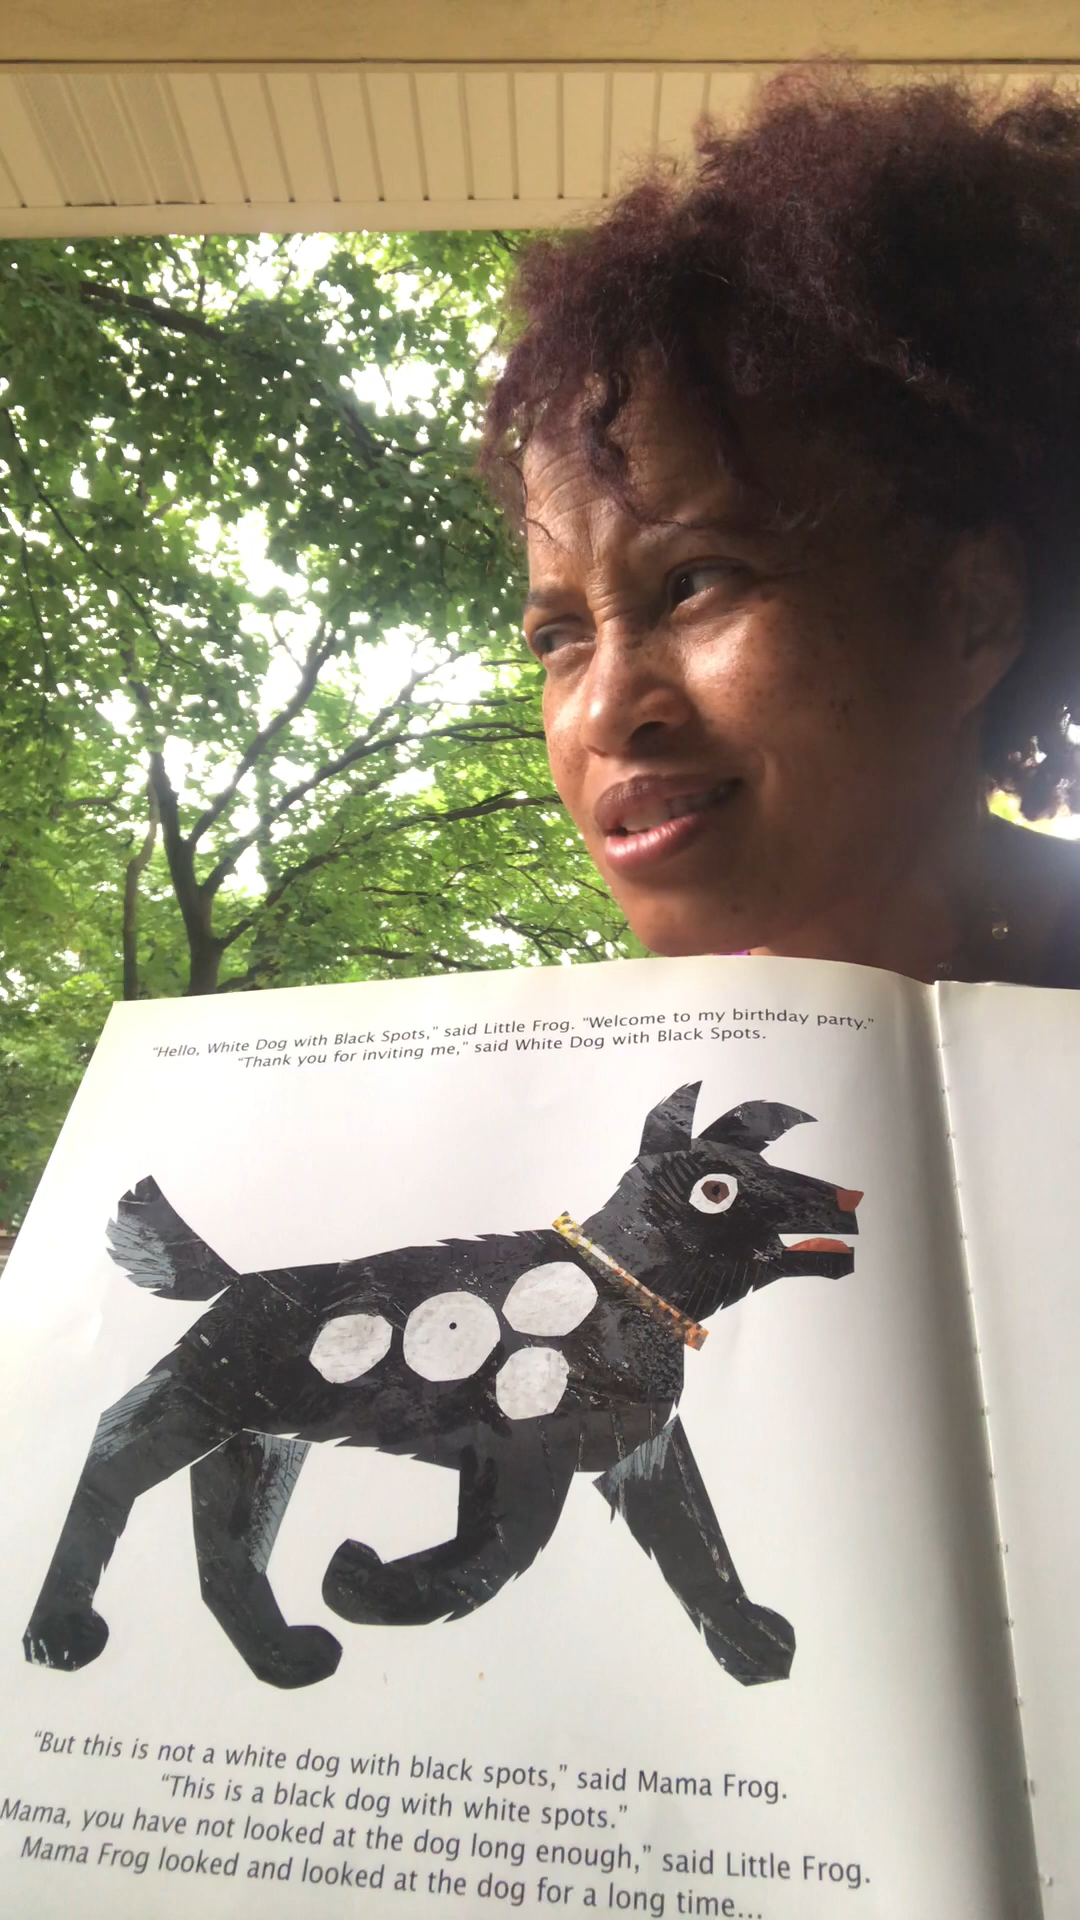 "Hello, White Dog with Black Spots," said Little Frog. "Welcome to my birthday party."
"Thank you for inviting me," said White Dog with Black Spots.
"But this is not a white dog with black spots," said Mama Frog.
"This is a black dog with white spots."
Mama, you have not looked at the dog long enough," said Little Frog.
Mama Frog looked and looked at the dog for a long time...